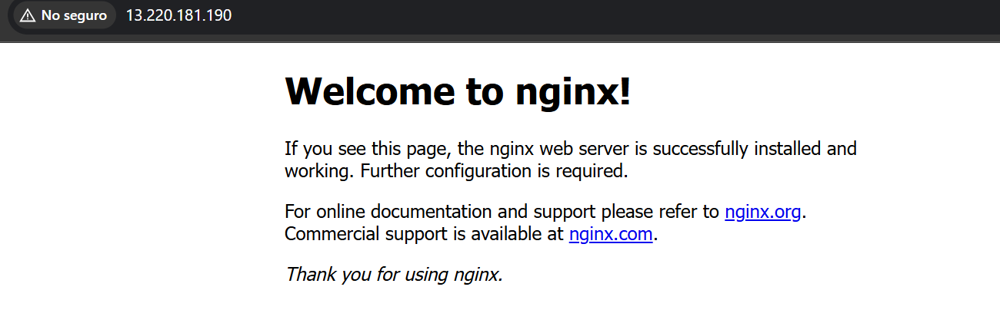 No seguro 13.220.181.190
Welcome to nginx!
If you see this page, the nginx web server is successfully installed and
working. Further configuration is required.
For online documentation and support please refer to nginx.org.
Commercial support is available at nginx.com.
Thank you for using nginx.